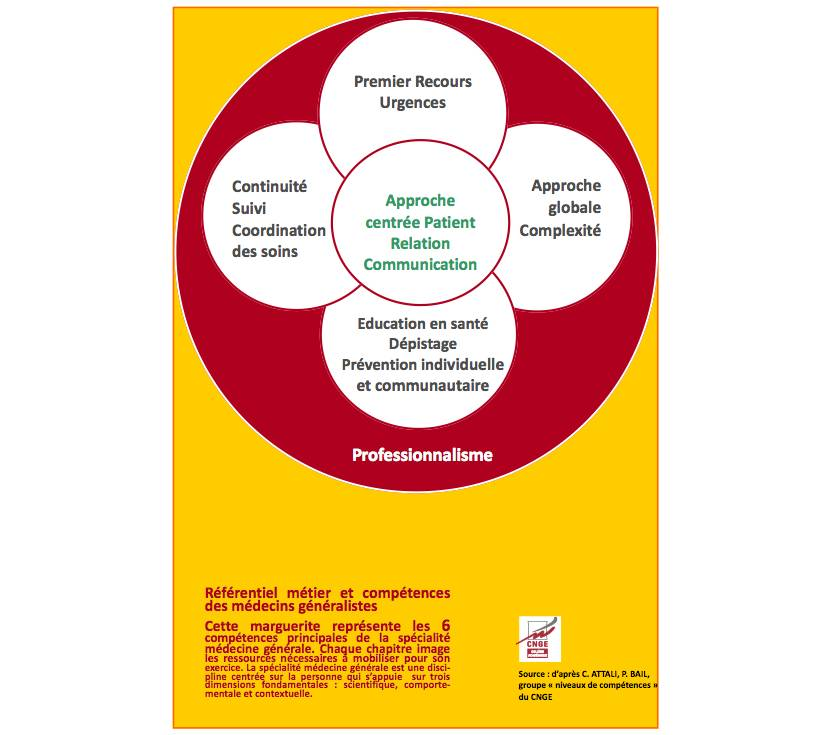 Premier Recours
Urgences
Continuité
Suivi
Coordination
des soins
Approche
centrée Patient
Relation
Communication
Approche
globale
Complexité
Education en santé
Dépistage
Prévention individuelle
et communautaire
Professionnalisme
Référentiel métier et compétences
des médecins généralistes
Cette marguerite représente les 6
compétences principales de la spécialité
médecine générale. Chaque chapitre image
les ressources nécessaires à mobiliser pour son
exercice. La spécialité médecine générale est une disci-
pline centrée sur la personne qui s'appuie sur trois
dimensions fondamentales : scientifique, comporte-
mentale et contextuelle.
CNGE
Source : d'après C. ATTALI, P. BAIL,
groupe « niveaux de compétences »
du CNGE